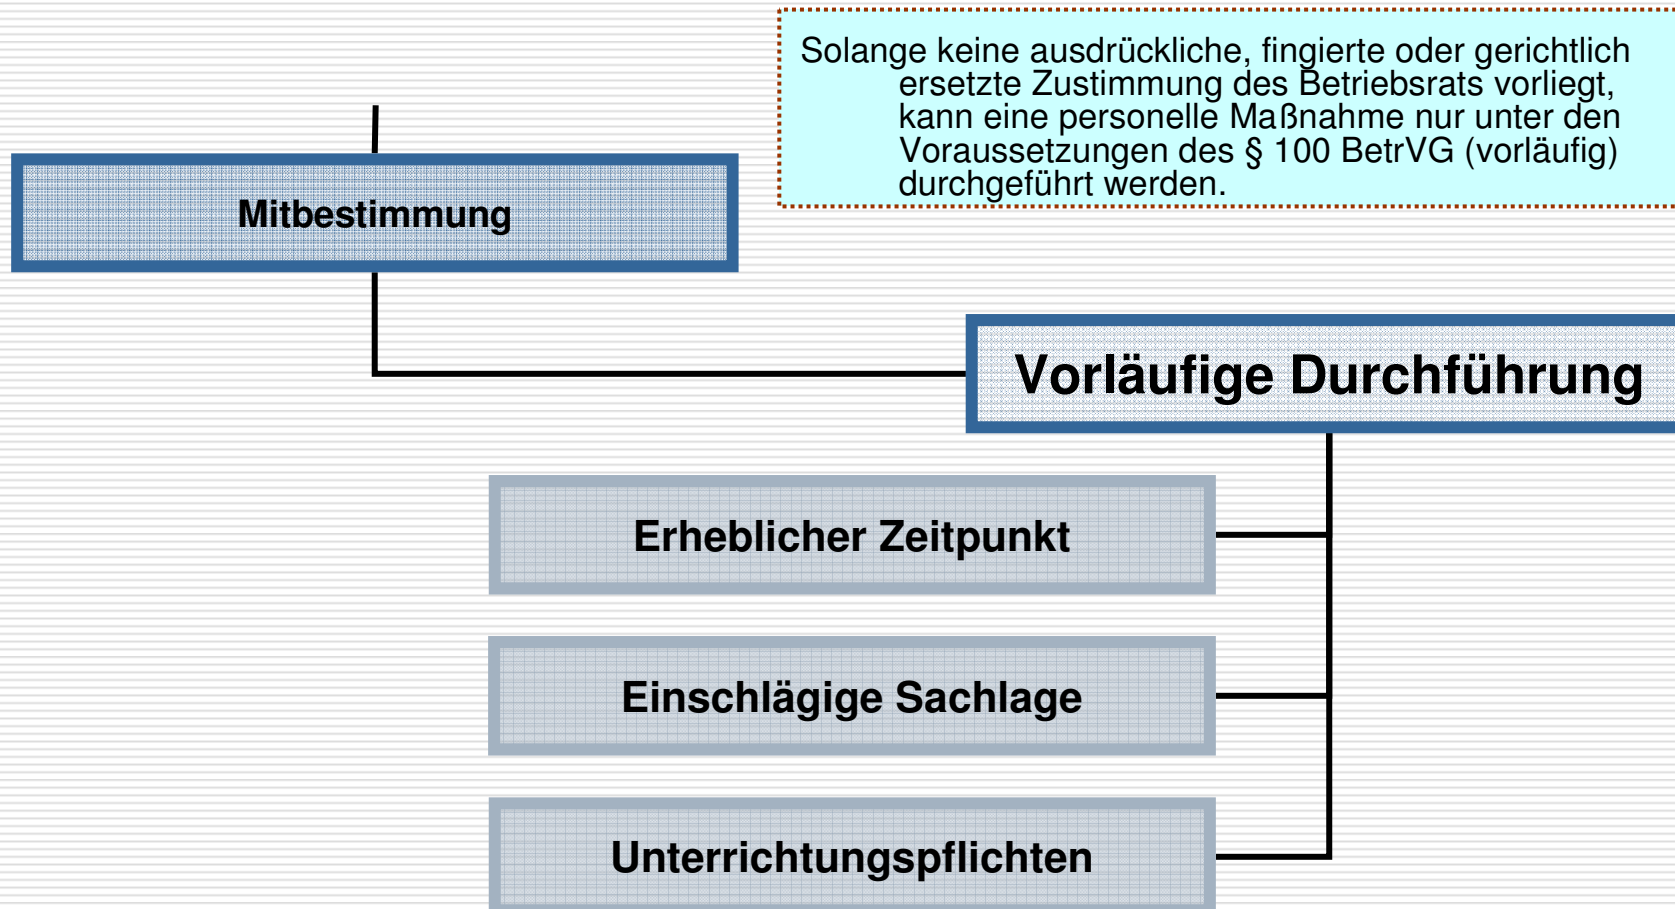 Solange keine ausdrückliche, fingierte oder gerichtlich
ersetzte Zustimmung des Betriebsrats vorliegt,
kann eine personelle Maßnahme nur unter den
Voraussetzungen des § 100 BetrVG (vorläufig)
durchgeführt werden.
Mitbestimmung
Vorläufige Durchführung
Erheblicher Zeitpunkt
Einschlägige Sachlage
Unterrichtungspflichten